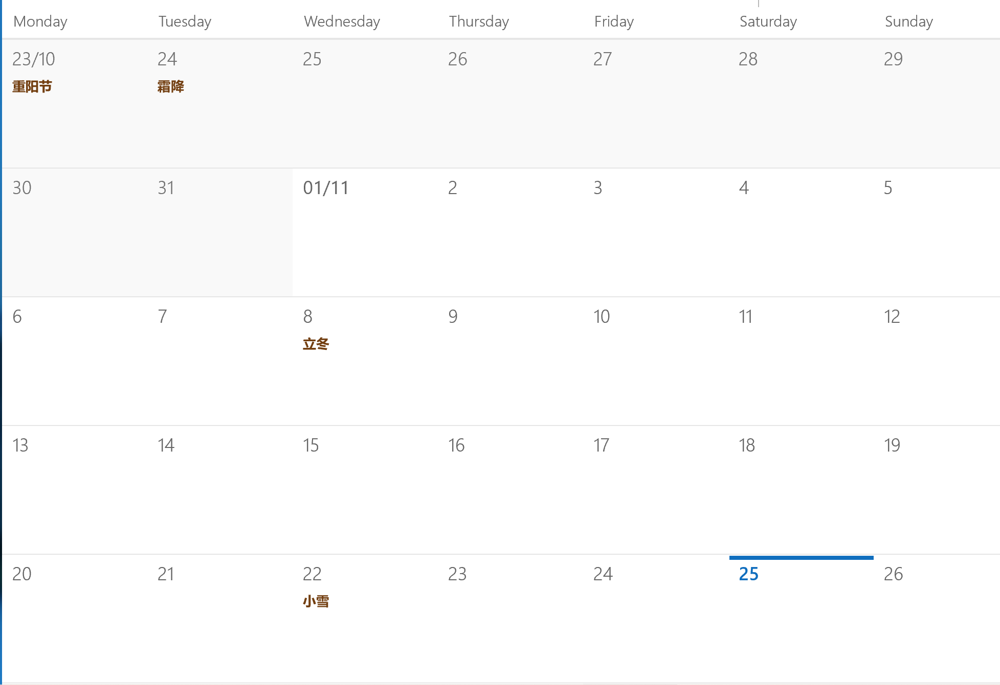 Monday Tuesday Wednesday Thursday Friday Saturday Sunday
23/10 24 25 26 27 28 29
重阳节 霜降
30 31 01/11 2 3 4 5
6 7 8 9 10 11 12
立冬
13 14 15 16 17 18 19
20 21 22 23 24 25 26
小雪